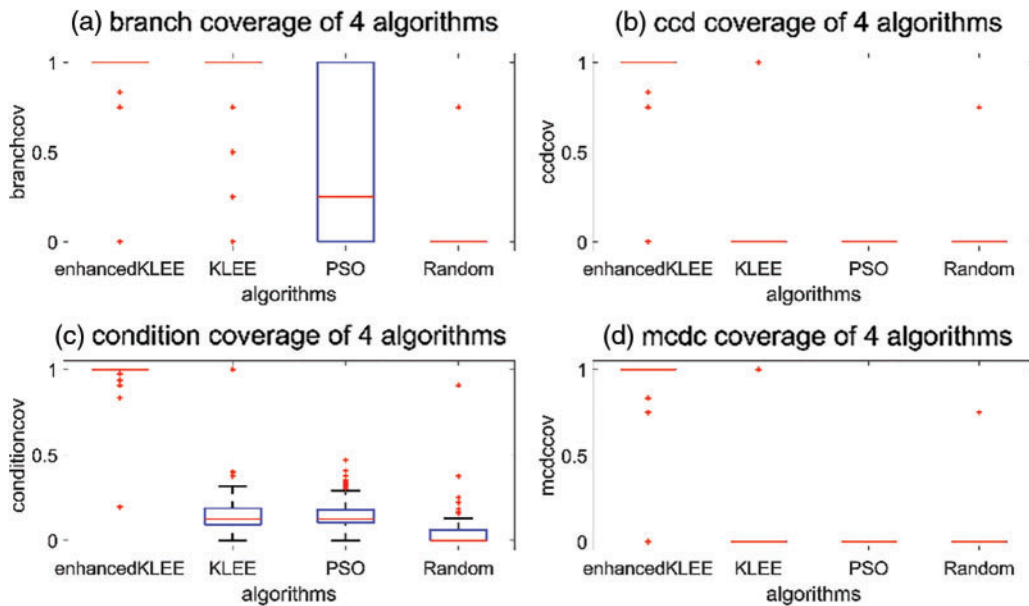 (a) branch coverage of 4 algorithms
1
0.5
0
branchcov
enhancedKLEE KLEE PSO Random
algorithms
(b) ccd coverage of 4 algorithms
1
0.5
0
ccdcov
enhancedKLEE KLEE PSO Random
algorithms
(c) condition coverage of 4 algorithms
1
0.5
0
conditioncov
enhancedKLEE KLEE PSO Random
algorithms
(d) mcdc coverage of 4 algorithms
1
0.5
0
mcdccov
enhancedKLEE KLEE PSO Random
algorithms